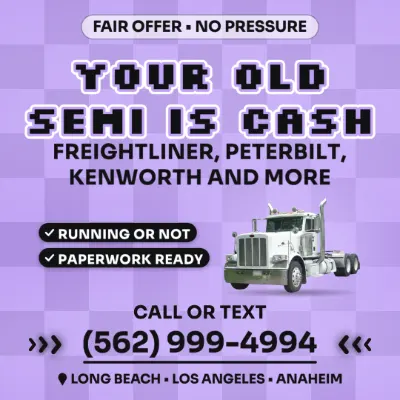 FAIR OFFER • NO PRESSURE
YOUR OLD
SEMI IS CASH
FREIGHTLINER, PETERBILT,
KENWORTH AND MORE
✓ RUNNING OR NOT
✓ PAPERWORK READY
CALL OR TEXT
(562) 999-4994
LONG BEACH • LOS ANGELES • ANAHEIM